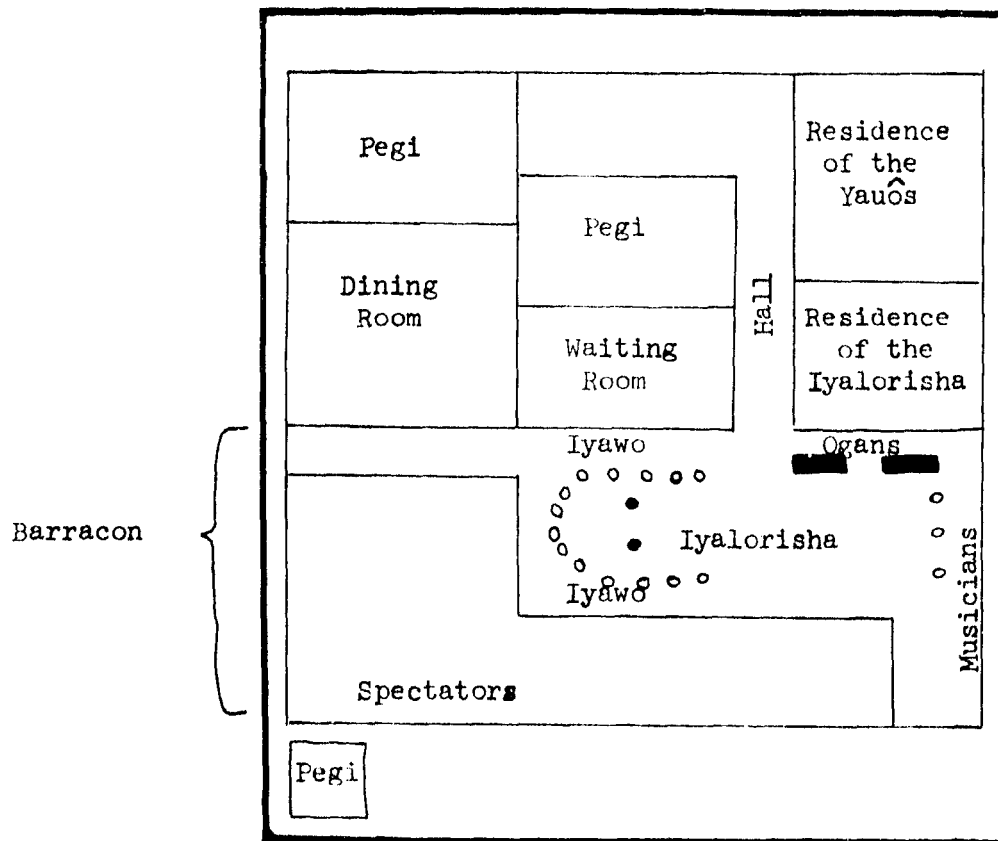 Pegi
Residence
of the
Yauôs
Pegi
Dining
Room
Hall
Residence
of the
Iyalorisha
Waiting
Room
Iyawo
Ogans
Barracon
Iyalorisha
Musicians
Iyawo
Spectators
Pegi